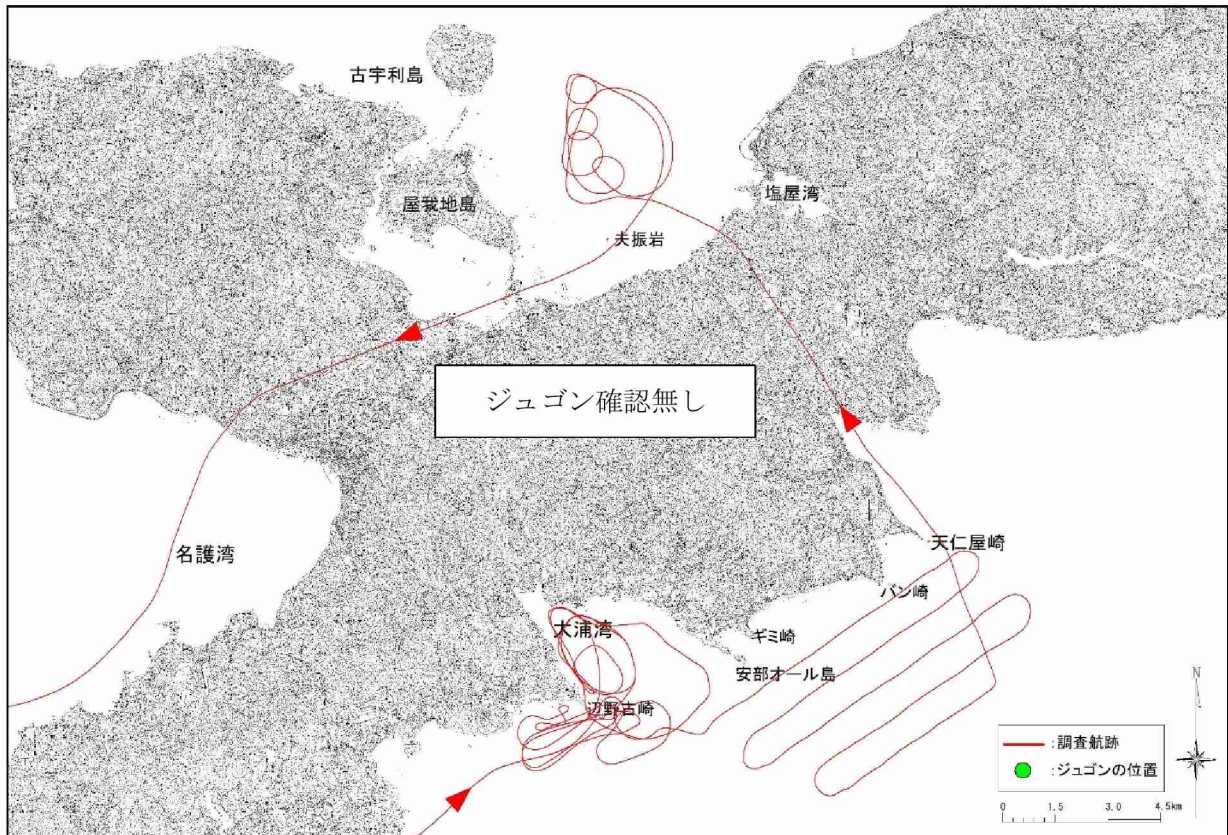 古宇利島
屋我地島
塩屋湾
夫振岩
ジュゴン確認無し
名護湾
天仁屋崎
バン崎
大浦湾
ギミ崎
安部オール島
辺野古崎
N
:調査航跡
:ジュゴンの位置
0 1.5 3.0 4.5km